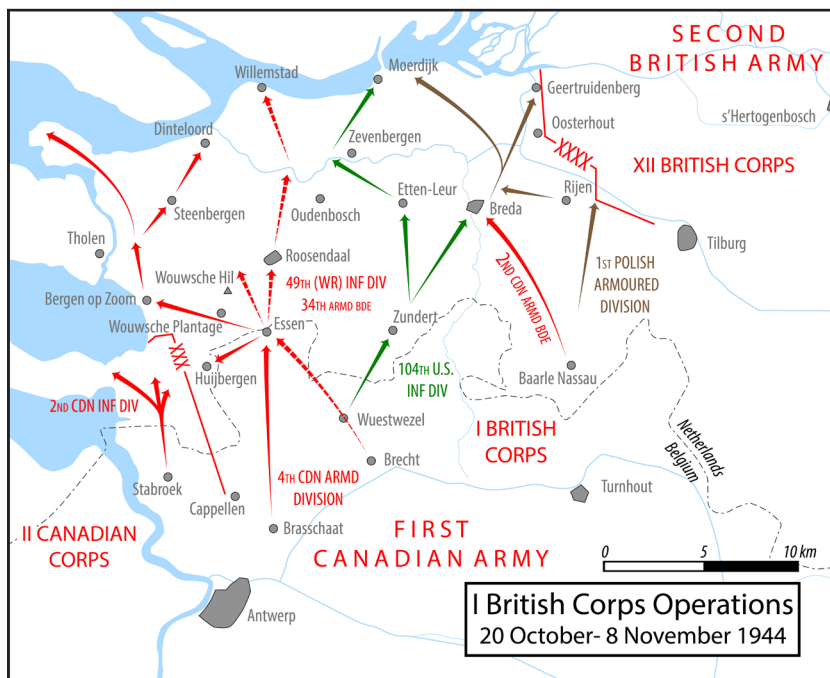 SECOND
BRITISH ARMY
Willemstad
Moerdijk
Geertruidenberg
s'Hertogenbosch
Dinteloord
Oosterhout
XXXX
Zevenbergen
XII BRITISH CORPS
Etten-Leur
Rijen
Steenbergen
Oudenbosch
Breda
Tilburg
Tholen
Roosendaal
Wouwsche Hil
49TH (WR) INF DIV
34TH ARMD BDE
2ND CDN ARMD BDE
1ST POLISH
ARMOURED
DIVISION
Bergen op Zoom
Wouwsche Plantage
Essen
Zundert
XXX
Huijbergen
104TH U.S.
INF DIV
Baarle Nassau
2ND CDN INF DIV
Wuestwezel
I BRITISH
CORPS
Netherlands
Belgium
Brecht
Stabroek
4TH CDN ARMD
DIVISION
Cappellen
Turnhout
II CANADIAN
CORPS
Brasschaat
FIRST
CANADIAN ARMY
0 5 10 km
Antwerp
I British Corps Operations
20 October- 8 November 1944